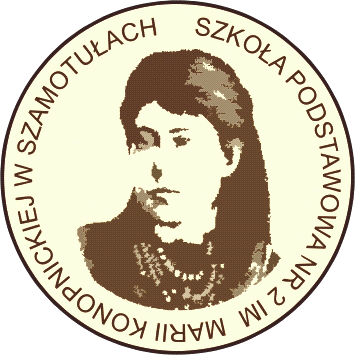 SZKOŁA PODSTAWOWA NR 2 IM MARII KONOPNICKIEJ W SZAMOTUŁACH